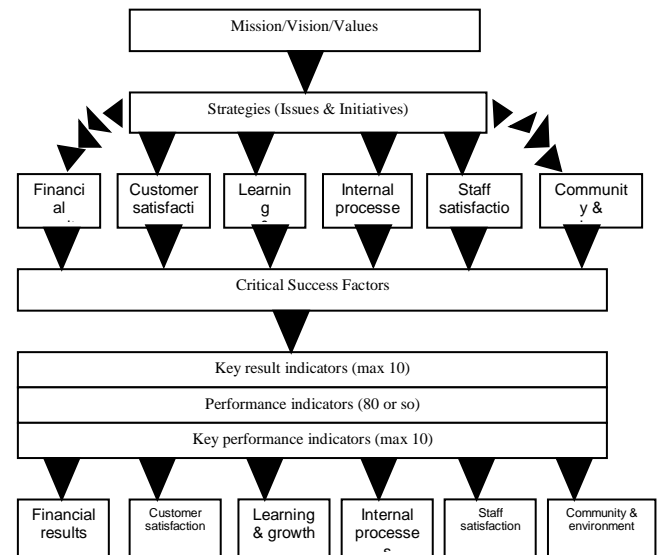 Mission/Vision/Values
Strategies (Issues & Initiatives)
Financi
al
Customer
satisfacti
Learnin
g
Internal
processe
Staff
satisfactio
Communit
y &
Critical Success Factors
Key result indicators (max 10)
Performance indicators (80 or so)
Key performance indicators (max 10)
Financial
results
Customer
satisfaction
Learning
& growth
Internal
processe
Staff
satisfaction
Community &
environment